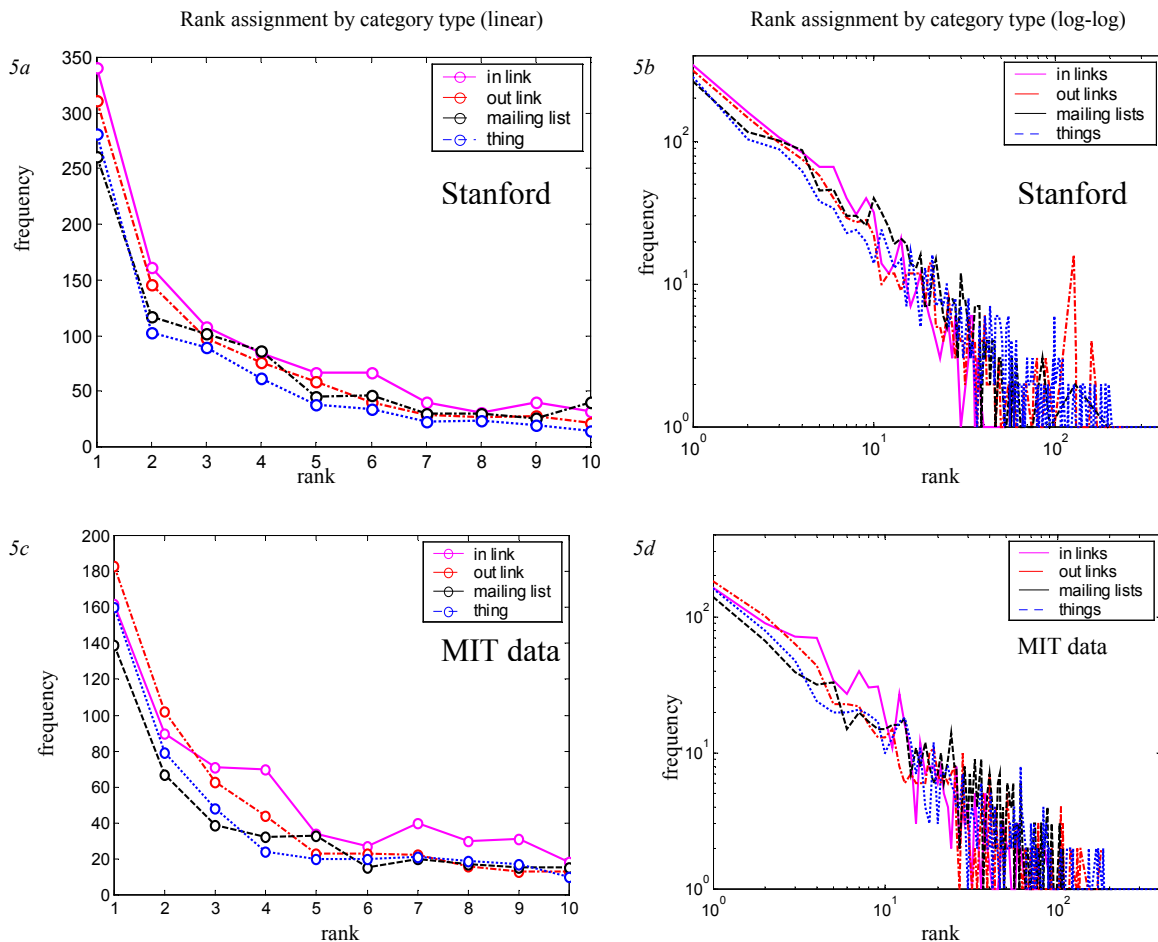 Rank assignment by category type (linear)
Rank assignment by category type (log-log)
5a
350
300
250
200
150
100
50
0
frequency
in link
out link
mailing list
thing
Stanford
1 2 3 4 5 6 7 8 9 10
rank
5b
10^2
10^1
10^0
frequency
in links
out links
mailing lists
things
Stanford
10^0 10^1 10^2
rank
5c
200
180
160
140
120
100
80
60
40
20
0
frequency
in link
out link
mailing list
thing
MIT data
1 2 3 4 5 6 7 8 9 10
rank
5d
10^2
10^1
10^0
frequency
in links
out links
mailing lists
things
MIT data
10^0 10^1 10^2
rank